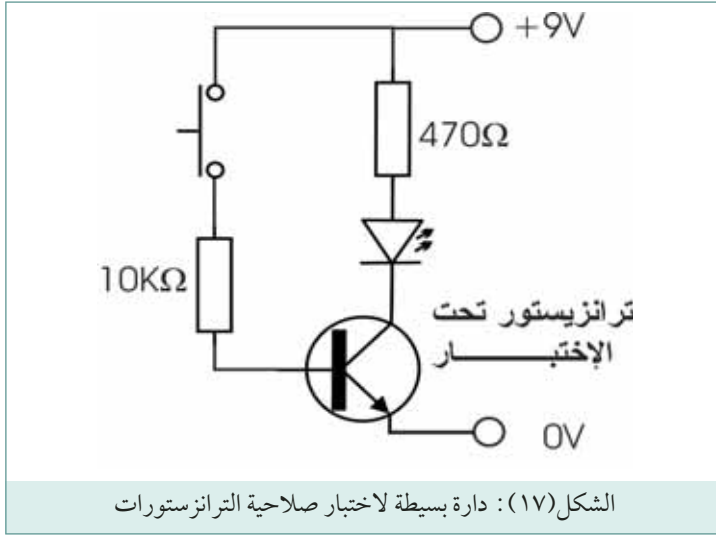 +9V
470Ω
10KΩ
ترانزيستور تحت
الإختبـــــــار
0V
الشكل(١٧): دارة بسيطة لاختبار صلاحية الترانزستورات